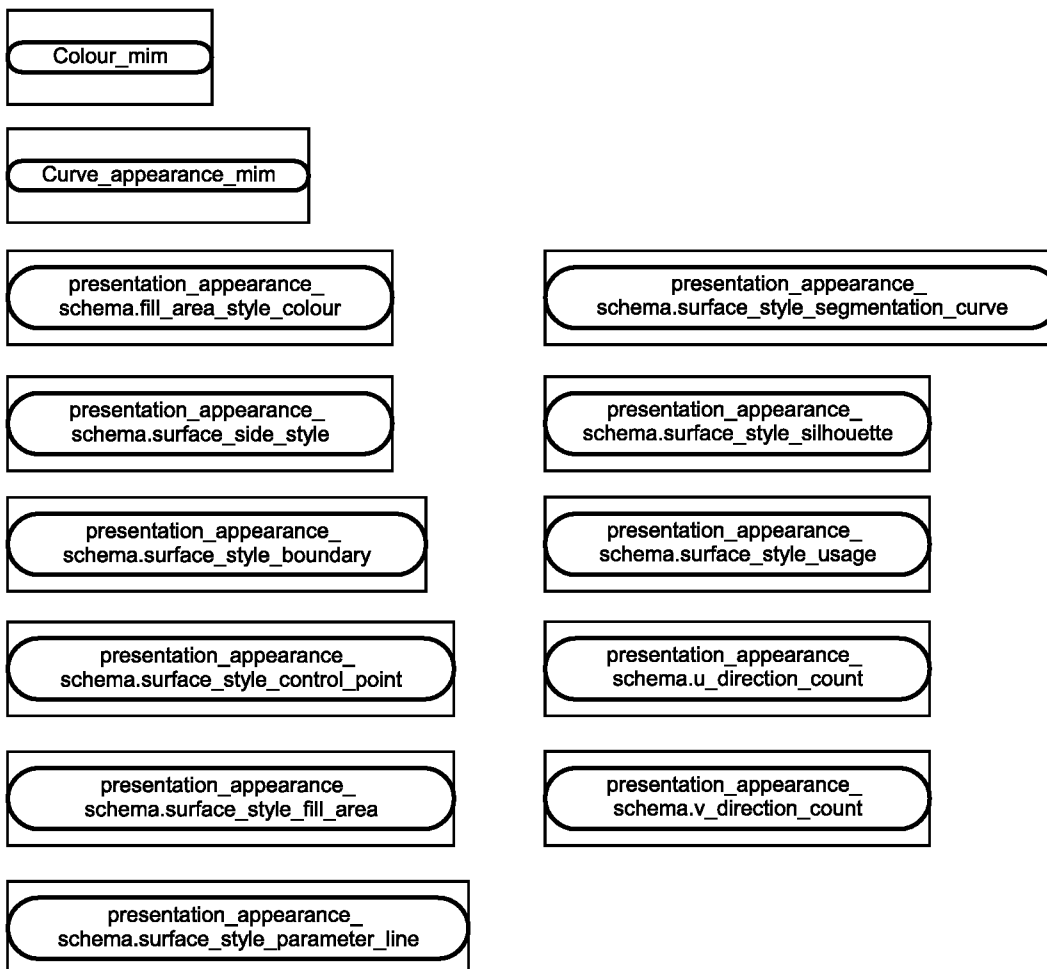 Colour_mim
Curve_appearance_mim
presentation_appearance_
schema.fill_area_style_colour
presentation_appearance_
schema.surface_side_style
presentation_appearance_
schema.surface_style_boundary
presentation_appearance_
schema.surface_style_control_point
presentation_appearance_
schema.surface_style_fill_area
presentation_appearance_
schema.surface_style_parameter_line
presentation_appearance_
schema.surface_style_segmentation_curve
presentation_appearance_
schema.surface_style_silhouette
presentation_appearance_
schema.surface_style_usage
presentation_appearance_
schema.u_direction_count
presentation_appearance_
schema.v_direction_count